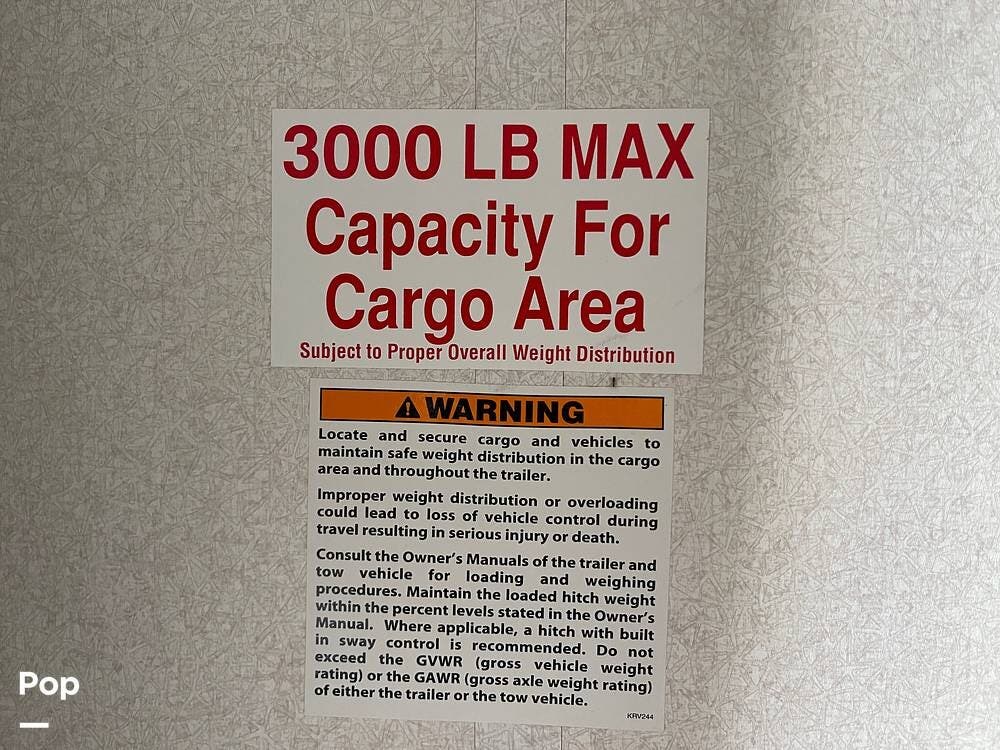 3000 LB MAX
Capacity For
Cargo Area
Subject to Proper Overall Weight Distribution
WARNING
Locate and secure cargo and vehicles to
maintain safe weight distribution in the cargo
area and throughout the trailer.
Improper weight distribution or overloading
could lead to loss of vehicle control during
travel resulting in serious injury or death.
Consult the Owner's Manuals of the trailer and
tow vehicle for loading and weighing
procedures. Maintain the loaded hitch weight
within the percent levels stated in the Owner's
Manual. Where applicable, a hitch with built
in sway control is recommended. Do not
exceed the GVWR (gross vehicle weight
rating) or the GAWR (gross axle weight rating)
of either the trailer or the tow vehicle.
KRV244
Pop